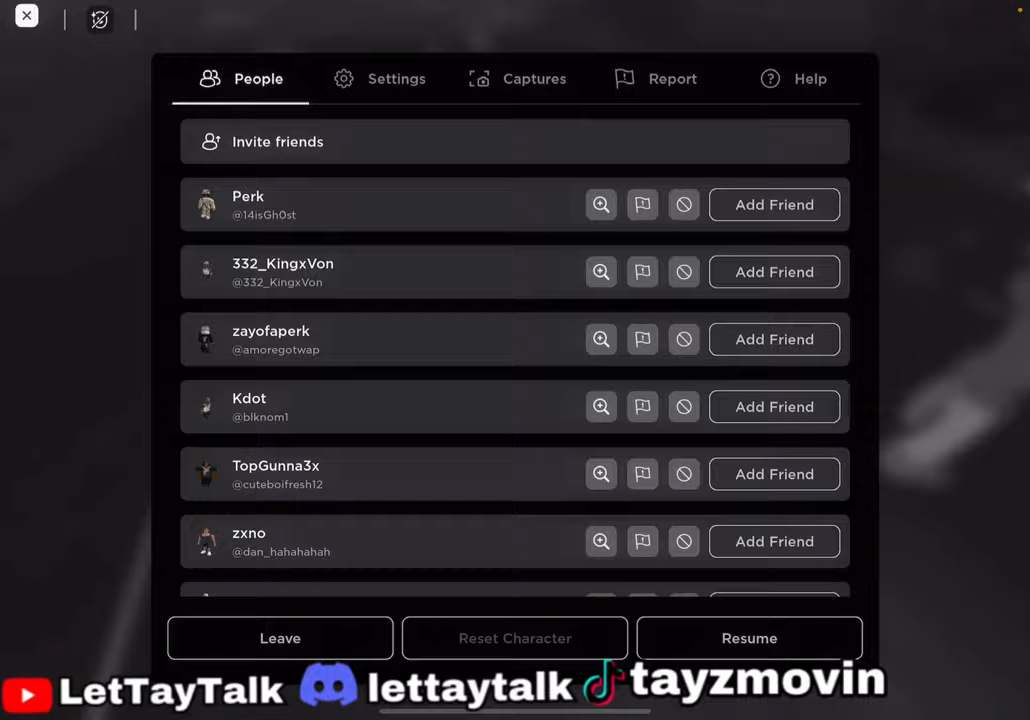 People Settings Captures Report Help
Invite friends
Perk
@14isGh0st
Add Friend
332_KingxVon
@332_KingxVon
Add Friend
zayofaperk
@amoregotwap
Add Friend
Kdot
@blknom1
Add Friend
TopGunna3x
@cuteboifresh12
Add Friend
zxno
@dan_hahahahah
Add Friend
Leave Reset Character Resume
LetTayTalk lettaytalk tayzmovin